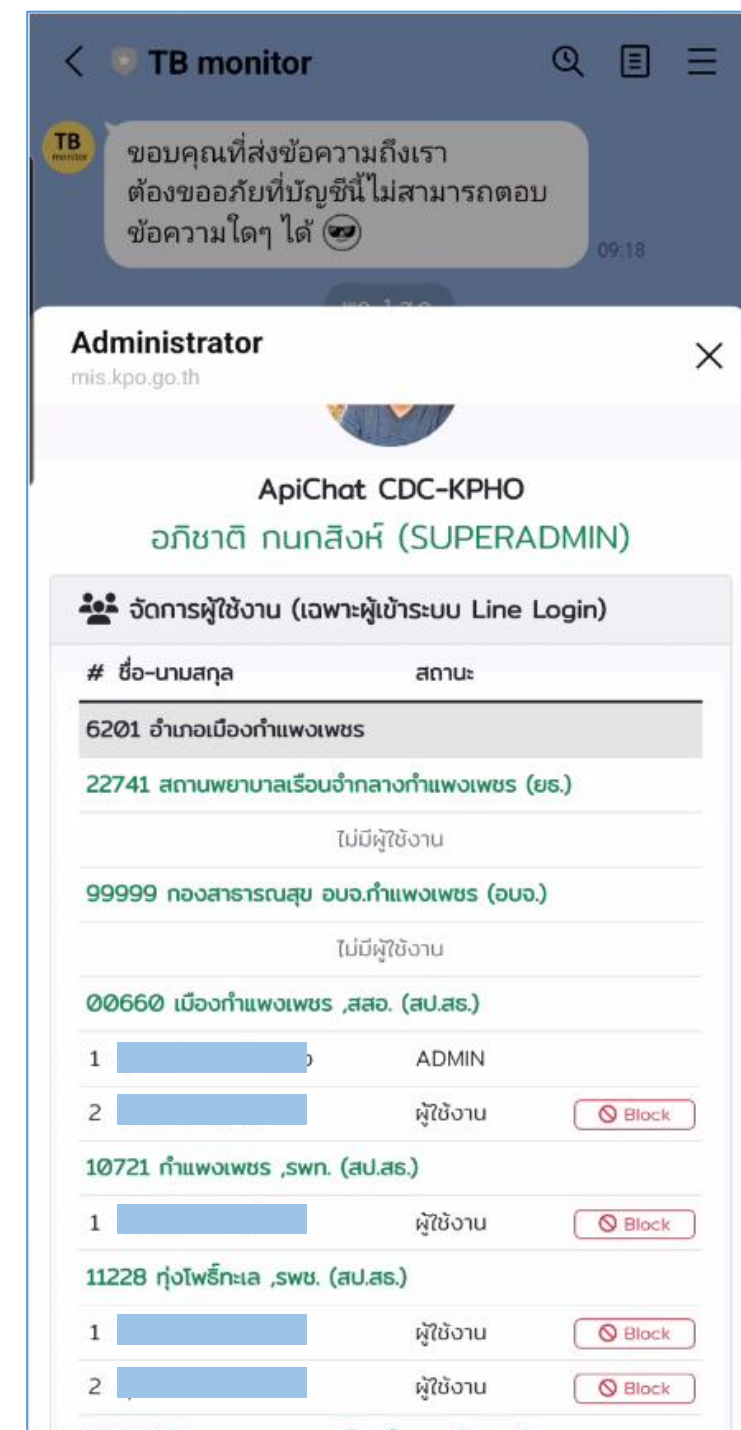 TB monitor
TB
monitor
ขอบคุณที่ส่งข้อความถึงเรา
ต้องขออภัยที่บัญชีนี้ไม่สามารถตอบ
ข้อความใดๆ ได้
09:18
Administrator
mis.kpo.go.th
ApiChat CDC-KPHO
อภิชาติ กนกสิงห์ (SUPERADMIN)
จัดการผู้ใช้งาน (เฉพาะผู้เข้าระบบ Line Login)
# ชื่อ-นามสกุล สถานะ
6201 อำเภอเมืองกำแพงเพชร
22741 สถานพยาบาลเรือนจำกลางกำแพงเพชร (ยธ.)
ไม่มีผู้ใช้งาน
99999 กองสาธารณสุข อบจ.กำแพงเพชร (อบจ.)
ไม่มีผู้ใช้งาน
00660 เมืองกำแพงเพชร ,สสอ. (สป.สธ.)
1 ADMIN
2 ผู้ใช้งาน Block
10721 กำแพงเพชร ,รพท. (สป.สธ.)
1 ผู้ใช้งาน Block
11228 ทุ่งโพธิ์ทะเล ,รพช. (สป.สธ.)
1 ผู้ใช้งาน Block
2 ผู้ใช้งาน Block